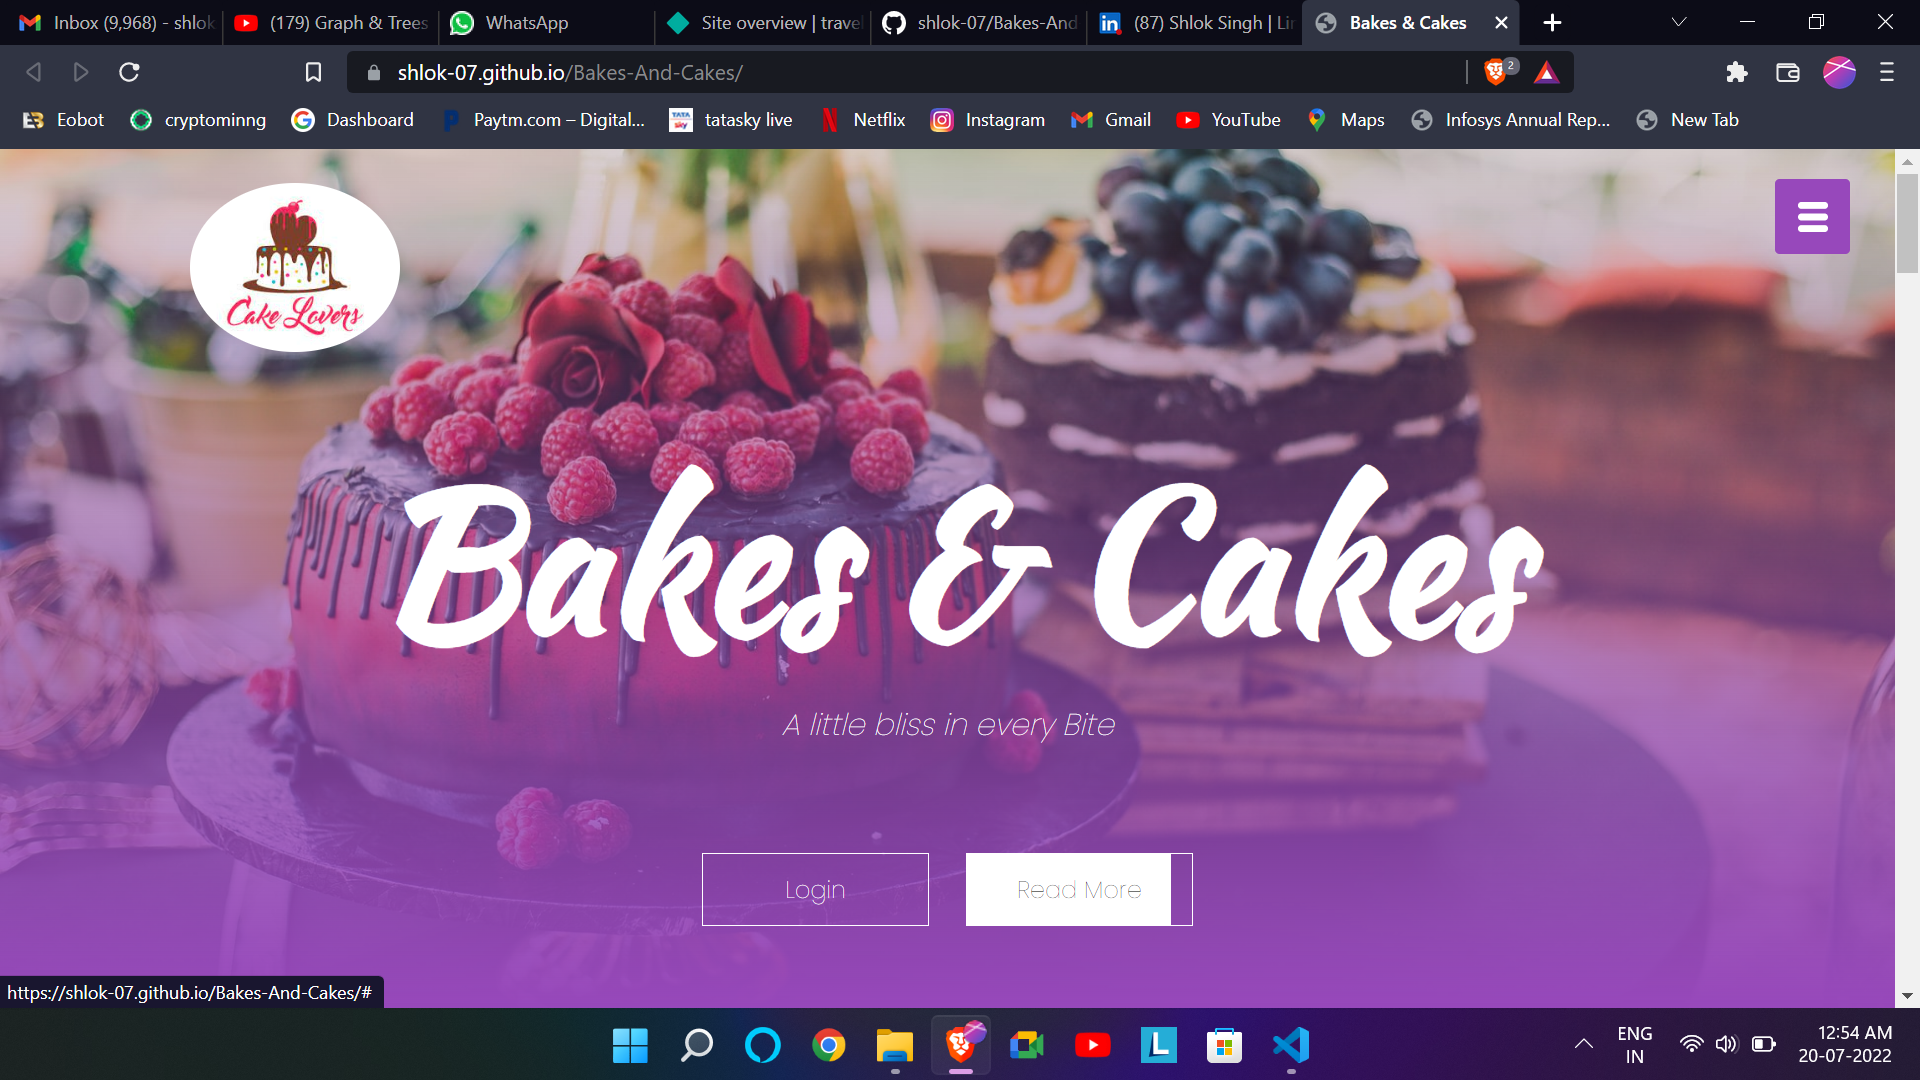 Inbox (9,968) - shlok
(179) Graph & Trees
WhatsApp
Site overview | travel
shlok-07/Bakes-And
(87) Shlok Singh | Lin
Bakes & Cakes
shlok-07.github.io/Bakes-And-Cakes/
2
Eobot
cryptominng
Dashboard
Paytm.com – Digital...
TATA sky
tatasky live
Netflix
Instagram
Gmail
YouTube
Maps
Infosys Annual Rep...
New Tab
Cake Lovers
Bakes & Cakes
A little bliss in every Bite
Login
Read More
https://shlok-07.github.io/Bakes-And-Cakes/#
L
ENG
IN
12:54 AM
20-07-2022